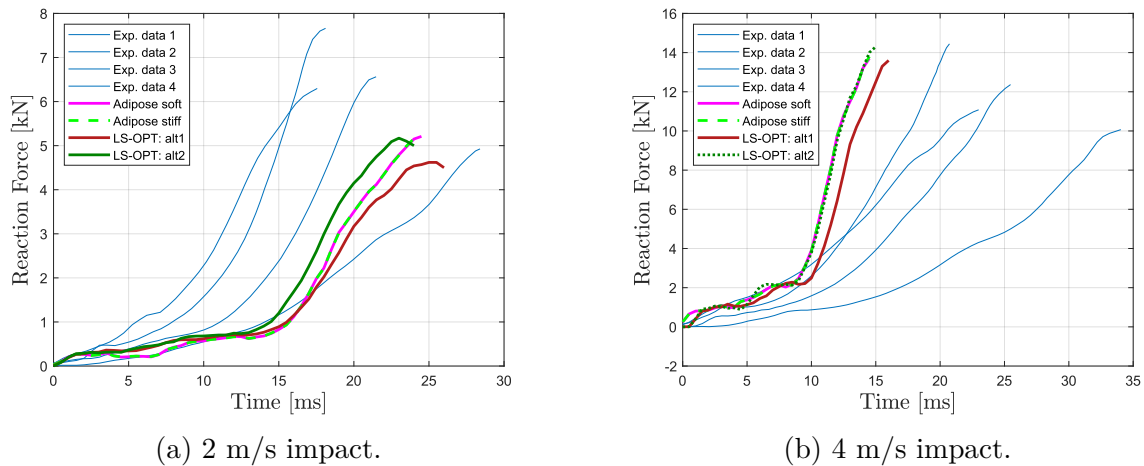 8
7
6
5
4
3
2
1
0
Reaction Force [kN]
Exp. data 1
Exp. data 2
Exp. data 3
Exp. data 4
Adipose soft
Adipose stiff
LS-OPT: alt1
LS-OPT: alt2
0 5 10 15 20 25 30
Time [ms]
(a) 2 m/s impact.
16
14
12
10
8
6
4
2
0
-2
Reaction Force [kN]
Exp. data 1
Exp. data 2
Exp. data 3
Exp. data 4
Adipose soft
Adipose stiff
LS-OPT: alt1
LS-OPT: alt2
0 5 10 15 20 25 30 35
Time [ms]
(b) 4 m/s impact.